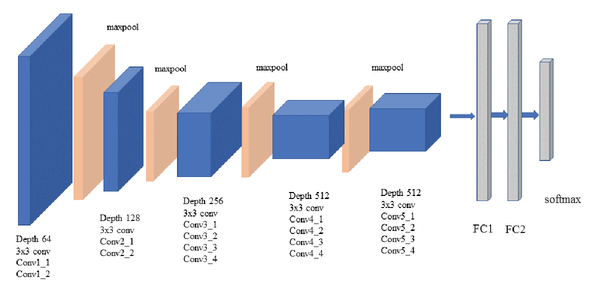 maxpool
maxpool
maxpool
maxpool
Depth 64
3x3 conv
Conv1_1
Conv1_2
Depth 128
3x3 conv
Conv2_1
Conv2_2
Depth 256
3x3 conv
Conv3_1
Conv3_2
Conv3_3
Conv3_4
Depth 512
3x3 conv
Conv4_1
Conv4_2
Conv4_3
Conv4_4
Depth 512
3x3 conv
Conv5_1
Conv5_2
Conv5_3
Conv5_4
FC1
FC2
softmax